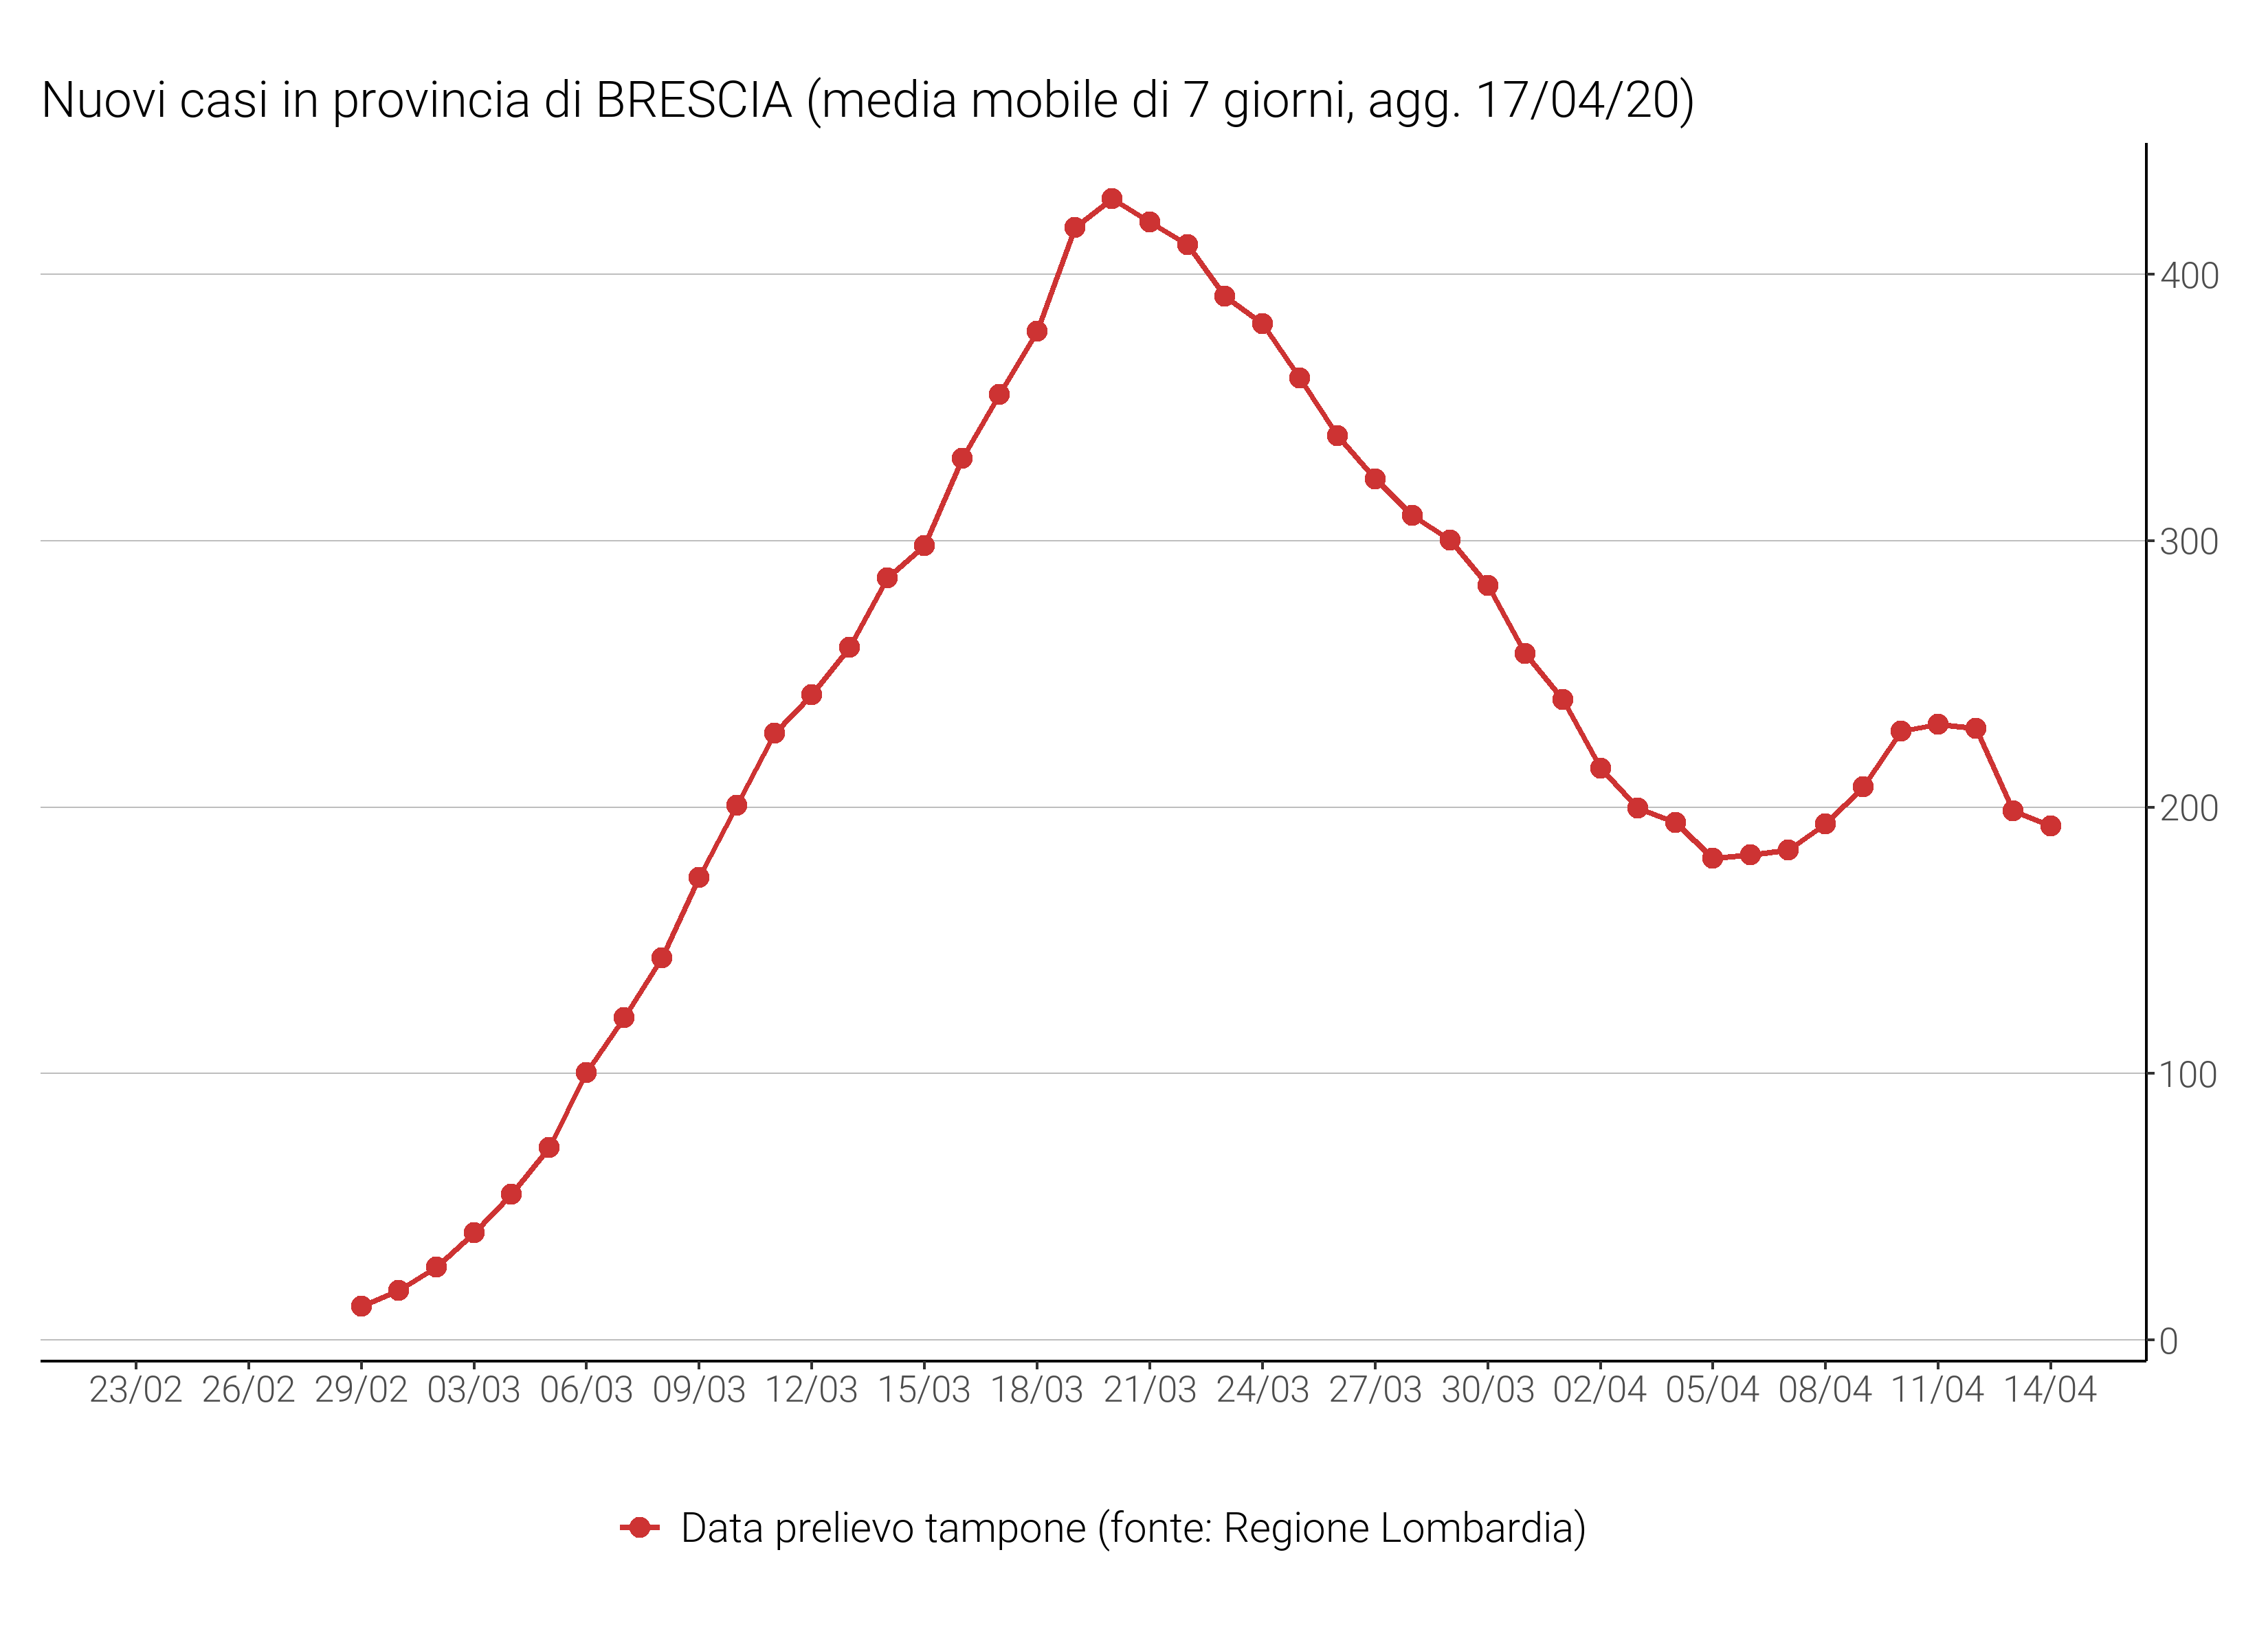 Nuovi casi in provincia di BRESCIA (media mobile di 7 giorni, agg. 17/04/20)
400
300
200
100
0
23/02 26/02 29/02 03/03 06/03 09/03 12/03 15/03 18/03 21/03 24/03 27/03 30/03 02/04 05/04 08/04 11/04 14/04
Data prelievo tampone (fonte: Regione Lombardia)